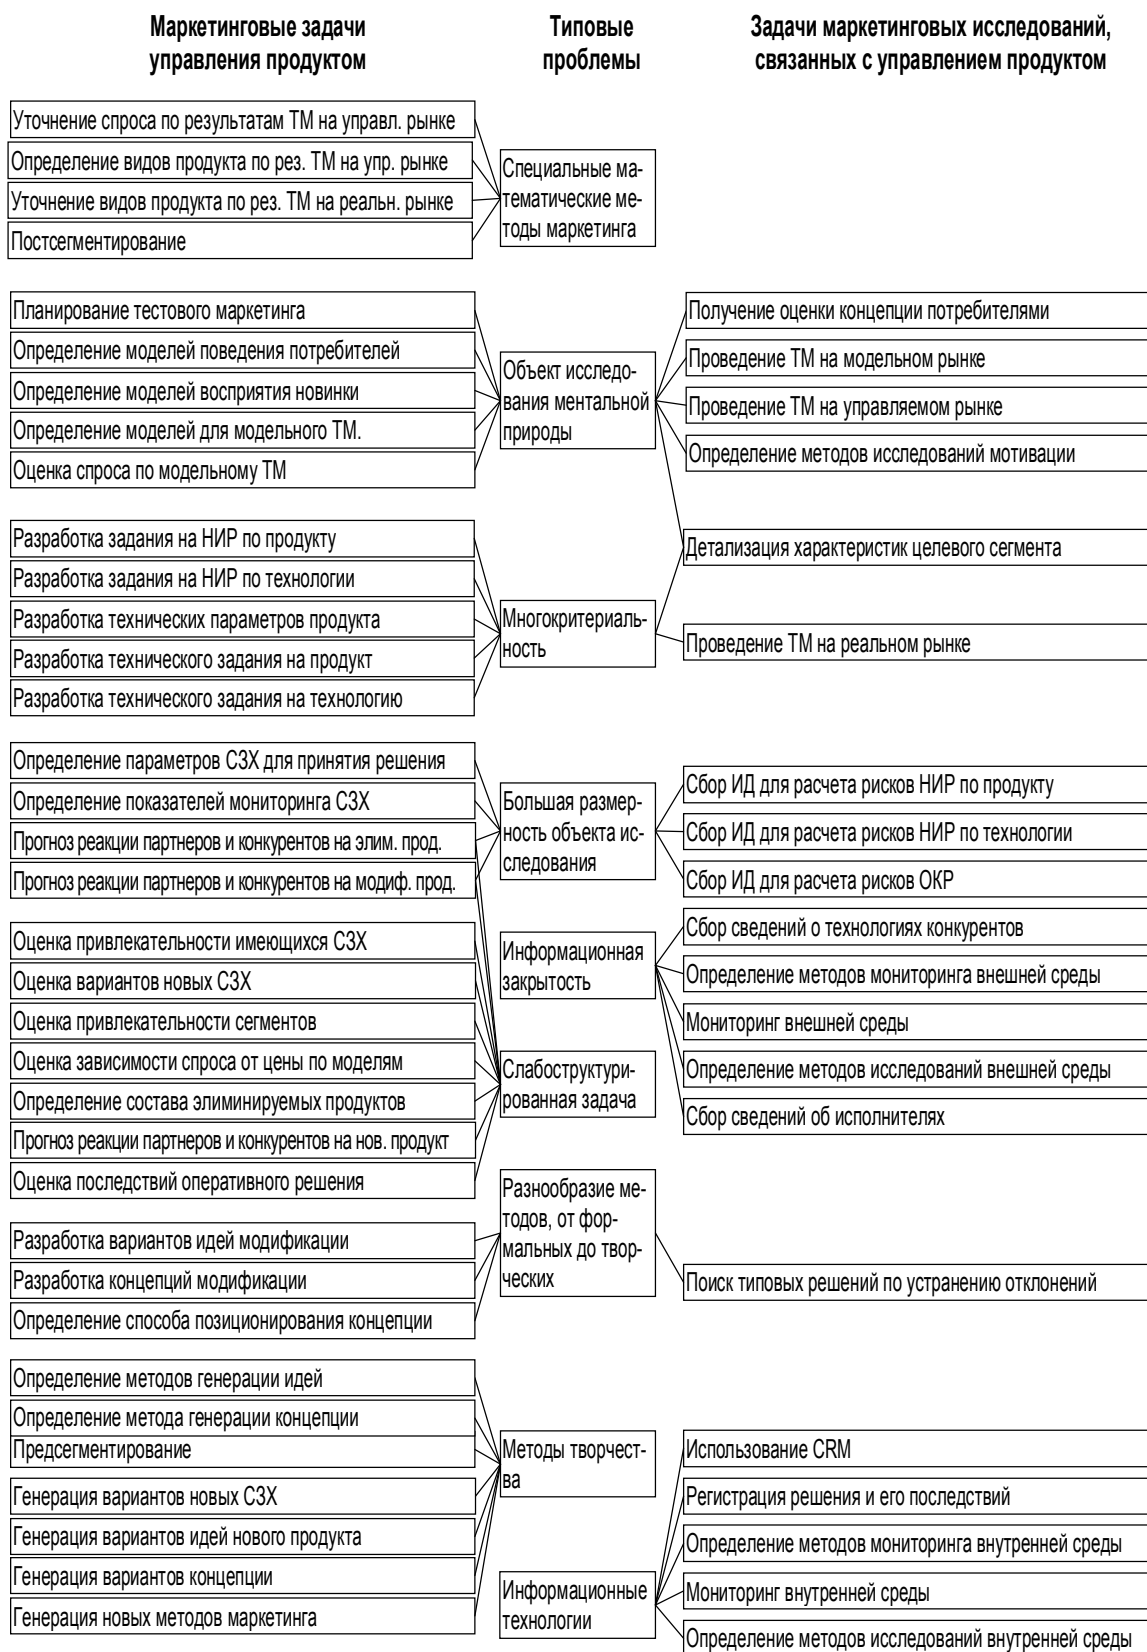 Маркетинговые задачи
управления продуктом
Типовые
проблемы
Задачи маркетинговых исследований,
связанных с управлением продуктом
Уточнение спроса по результатам ТМ на управл. рынке
Определение видов продукта по рез. ТМ на упр. рынке
Уточнение видов продукта по рез. ТМ на реальн. рынке
Постсегментирование
Специальные ма-
тематические ме-
тоды маркетинга
Планирование тестового маркетинга
Определение моделей поведения потребителей
Определение моделей восприятия новинки
Определение моделей для модельного ТМ.
Оценка спроса по модельному ТМ
Объект исследо-
вания ментальной
природы
Получение оценки концепции потребителями
Проведение ТМ на модельном рынке
Проведение ТМ на управляемом рынке
Определение методов исследований мотивации
Разработка задания на НИР по продукту
Разработка задания на НИР по технологии
Разработка технических параметров продукта
Разработка технического задания на продукт
Разработка технического задания на технологию
Многокритериаль-
ность
Детализация характеристик целевого сегмента
Проведение ТМ на реальном рынке
Определение параметров СЗХ для принятия решения
Определение показателей мониторинга СЗХ
Прогноз реакции партнеров и конкурентов на элим. прод.
Прогноз реакции партнеров и конкурентов на модиф. прод.
Большая размер-
ность объекта ис-
следования
Сбор ИД для расчета рисков НИР по продукту
Сбор ИД для расчета рисков НИР по технологии
Сбор ИД для расчета рисков ОКР
Оценка привлекательности имеющихся СЗХ
Оценка вариантов новых СЗХ
Оценка привлекательности сегментов
Оценка зависимости спроса от цены по моделям
Определение состава элиминируемых продуктов
Прогноз реакции партнеров и конкурентов на нов. продукт
Оценка последствий оперативного решения
Информационная
закрытость
Слабоструктури-
рованная задача
Сбор сведений о технологиях конкурентов
Определение методов мониторинга внешней среды
Мониторинг внешней среды
Определение методов исследований внешней среды
Сбор сведений об исполнителях
Разработка вариантов идей модификации
Разработка концепций модификации
Определение способа позиционирования концепции
Разнообразие ме-
тодов, от фор-
мальных до твор-
ческих
Поиск типовых решений по устранению отклонений
Определение методов генерации идей
Определение метода генерации концепции
Предсегментирование
Генерация вариантов новых СЗХ
Генерация вариантов идей нового продукта
Генерация вариантов концепции
Генерация новых методов маркетинга
Методы творчест-
ва
Информационные
технологии
Использование CRM
Регистрация решения и его последствий
Определение методов мониторинга внутренней среды
Мониторинг внутренней среды
Определение методов исследований внутренней среды